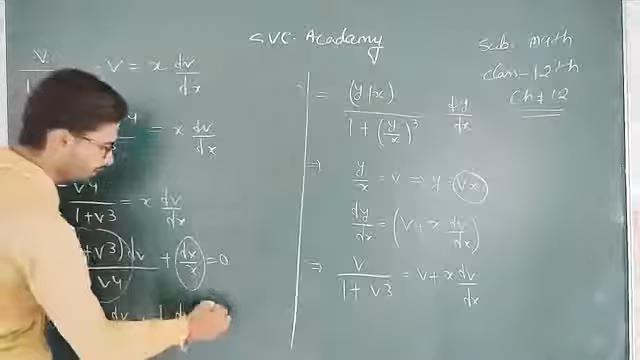 SVC. Academy
Sub. Math
Class - 12th
Ch # 12
- v = x dv/dx
= x dv/dx
- v4/1+v3 = x dv/dx
+v3) dv/v4 + dx/x = 0
dv +
= (y/x)/1+(y/x)^3 dy/dx
⇒ y/x = v ⇒ y = vx
dy/dx = (v + x dv/dx)
⇒ v/1+v3 = v + x dv/dx